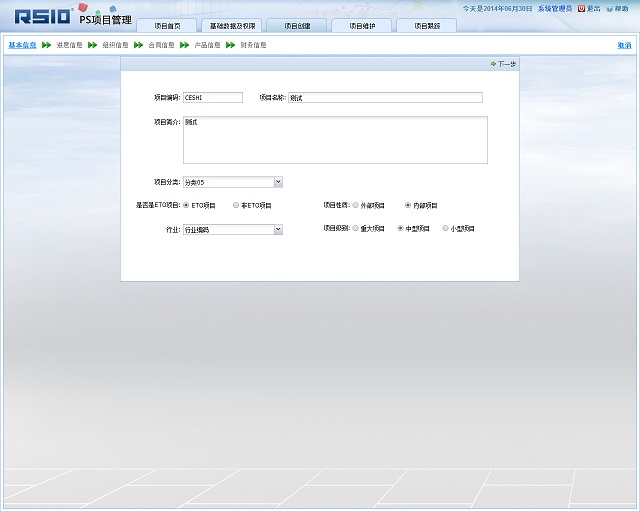 RSIO PS项目管理
今天是2014年06月30日 系统管理员 退出 帮助
项目首页 基础数据及权限 项目创建 项目维护 项目跟踪
基本信息 进度信息 组织信息 合同信息 产品信息 财务信息 取消
下一步
项目编码: CESHI 项目名称: 测试
项目简介: 测试
项目分类: 分类05
是否是ETO项目: ETO项目 非ETO项目 项目性质: 外部项目 内部项目
行业: 行业编码 项目级别: 重大项目 中型项目 小型项目